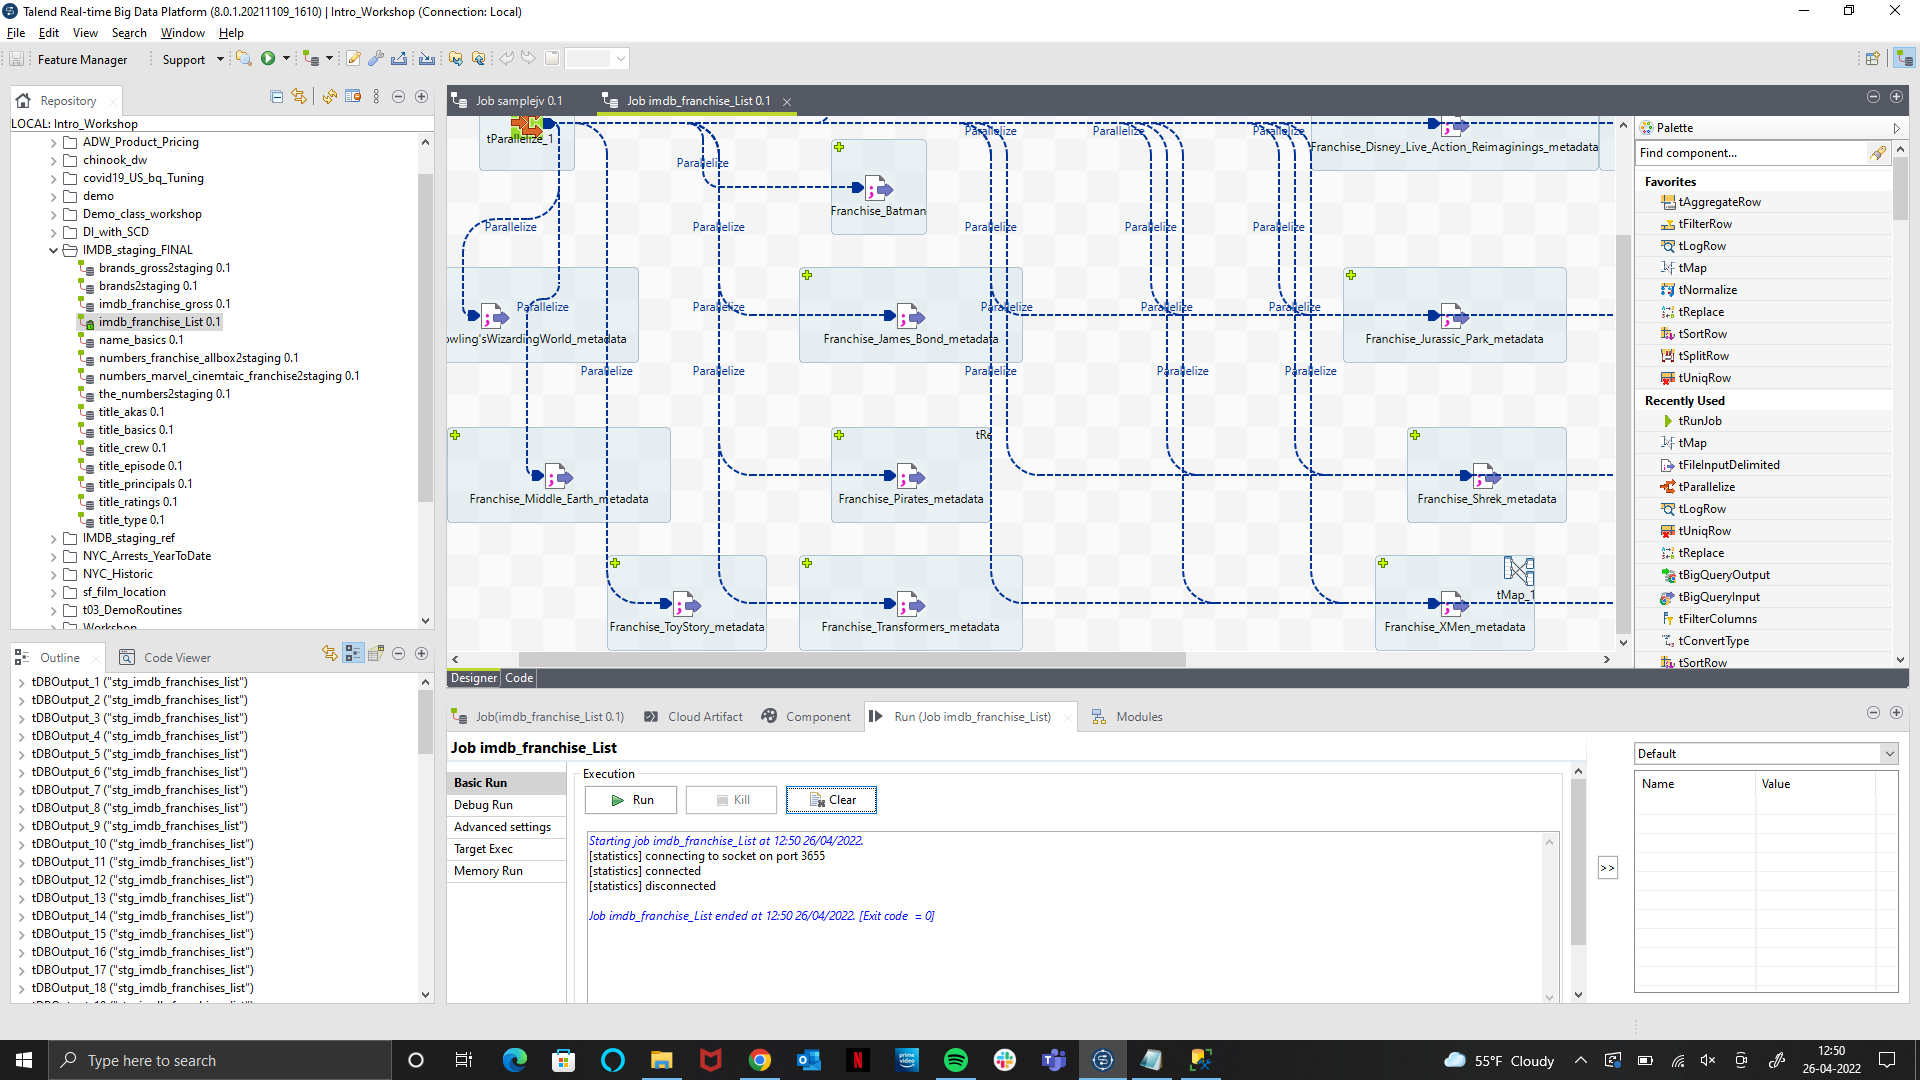 Talend Real-time Big Data Platform (8.0.1.20211109_1610) | Intro_Workshop (Connection: Local)
File Edit View Search Window Help
Feature Manager Support
Repository
LOCAL: Intro_Workshop
ADW_Product_Pricing
chinook_dw
covid19_US_bq_Tuning
demo
Demo_class_workshop
DI_with_SCD
IMDB_staging_FINAL
brands_gross2staging 0.1
brands2staging 0.1
imdb_franchise_gross 0.1
imdb_franchise_List 0.1
name_basics 0.1
numbers_franchise_allbox2staging 0.1
numbers_marvel_cinemtaic_franchise2staging 0.1
the_numbers2staging 0.1
title_akas 0.1
title_basics 0.1
title_crew 0.1
title_episode 0.1
title_principals 0.1
title_ratings 0.1
title_type 0.1
IMDB_staging_ref
NYC_Arrests_YearToDate
NYC_Historic
sf_film_location
t03_DemoRoutines
Workshop
Outline Code Viewer
tDBOutput_1 ("stg_imdb_franchises_list")
tDBOutput_2 ("stg_imdb_franchises_list")
tDBOutput_3 ("stg_imdb_franchises_list")
tDBOutput_4 ("stg_imdb_franchises_list")
tDBOutput_5 ("stg_imdb_franchises_list")
tDBOutput_6 ("stg_imdb_franchises_list")
tDBOutput_7 ("stg_imdb_franchises_list")
tDBOutput_8 ("stg_imdb_franchises_list")
tDBOutput_9 ("stg_imdb_franchises_list")
tDBOutput_10 ("stg_imdb_franchises_list")
tDBOutput_11 ("stg_imdb_franchises_list")
tDBOutput_12 ("stg_imdb_franchises_list")
tDBOutput_13 ("stg_imdb_franchises_list")
tDBOutput_14 ("stg_imdb_franchises_list")
tDBOutput_15 ("stg_imdb_franchises_list")
tDBOutput_16 ("stg_imdb_franchises_list")
tDBOutput_17 ("stg_imdb_franchises_list")
tDBOutput_18 ("stg_imdb_franchises_list")
Job samplejv 0.1 Job imdb_franchise_List 0.1
tParallelize_1
Parallelize Parallelize Parallelize
Franchise_Disney_Live_Action_Reimaginings_metadata
Parallelize
Franchise_Batman
Parallelize Parallelize Parallelize Parallelize Parallelize
Parallelize Parallelize Parallelize Parallelize Parallelize
owling'sWizardingWorld_metadata Franchise_James_Bond_metadata Franchise_Jurassic_Park_metadata
Parallelize Parallelize Parallelize Parallelize Parallelize
tRe
Franchise_Middle_Earth_metadata Franchise_Pirates_metadata Franchise_Shrek_metadata
tMap_1
Franchise_ToyStory_metadata Franchise_Transformers_metadata Franchise_XMen_metadata
Designer Code
Palette
Find component...
Favorites
tAggregateRow
tFilterRow
tLogRow
tMap
tNormalize
tReplace
tSortRow
tSplitRow
tUniqRow
Recently Used
tRunJob
tMap
tFileInputDelimited
tParallelize
tLogRow
tUniqRow
tReplace
tBigQueryOutput
tBigQueryInput
tFilterColumns
tConvertType
tSortRow
Job(imdb_franchise_List 0.1) Cloud Artifact Component Run (Job imdb_franchise_List) Modules
Job imdb_franchise_List
Basic Run
Debug Run
Advanced settings
Target Exec
Memory Run
Execution
Run Kill Clear
Starting job imdb_franchise_List at 12:50 26/04/2022.
[statistics] connecting to socket on port 3655
[statistics] connected
[statistics] disconnected
Job imdb_franchise_List ended at 12:50 26/04/2022. [Exit code = 0]
>>
Default
Name Value
Type here to search
prime video
55°F Cloudy
12:50
26-04-2022